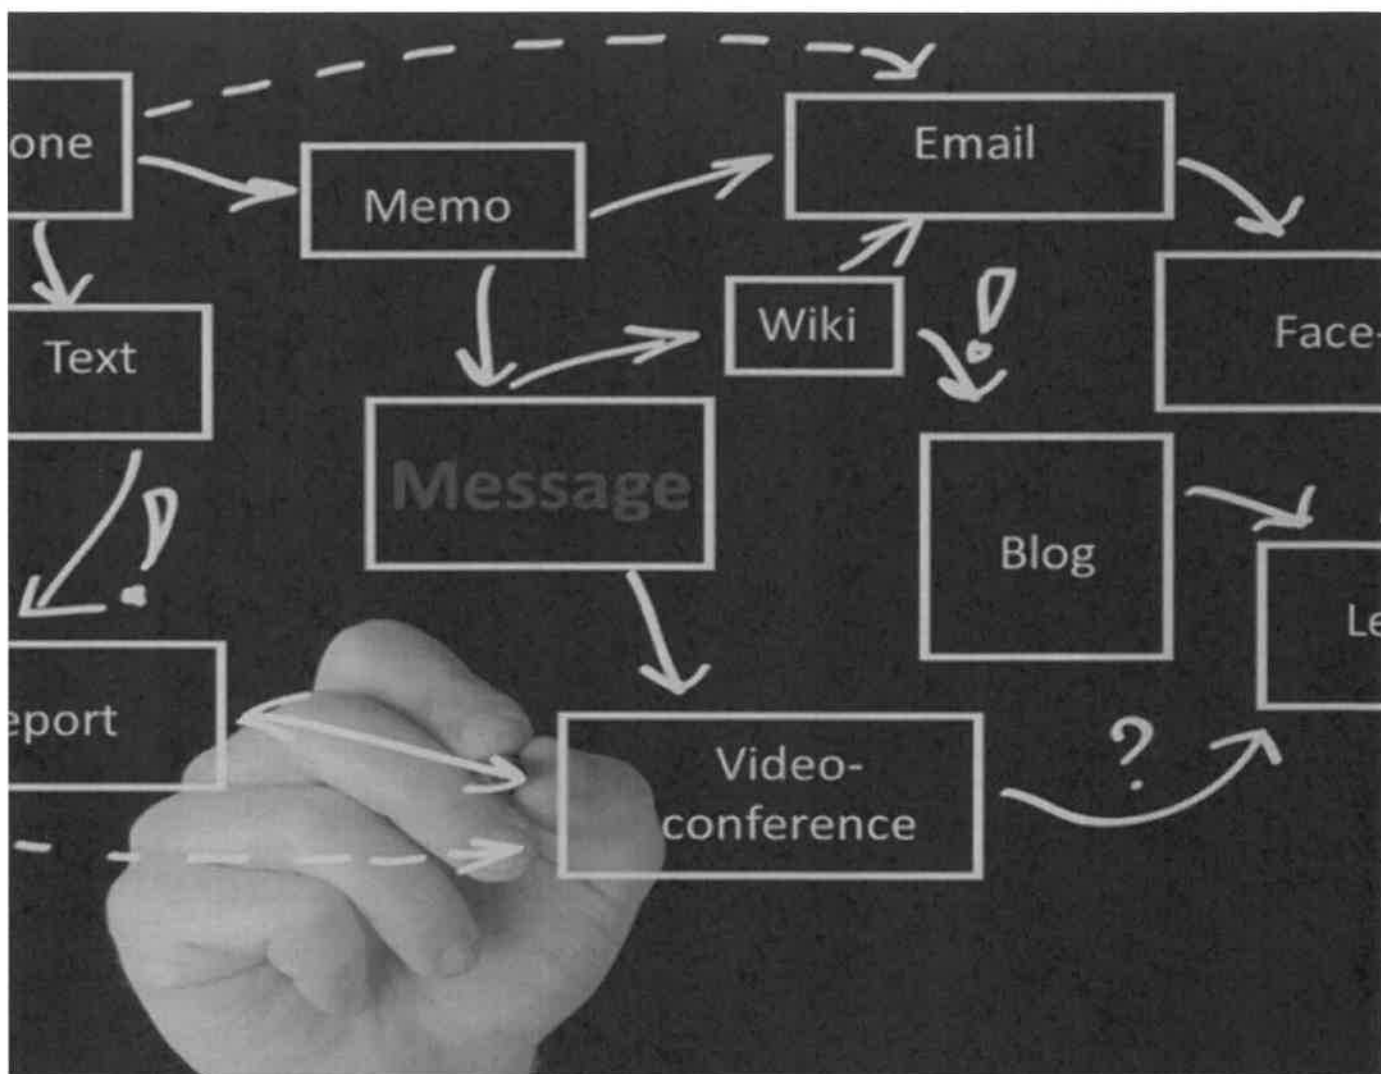 one
Memo
Email
Text
Wiki
!
Face-
Message
!
Blog
Le
eport
Video-
conference
?